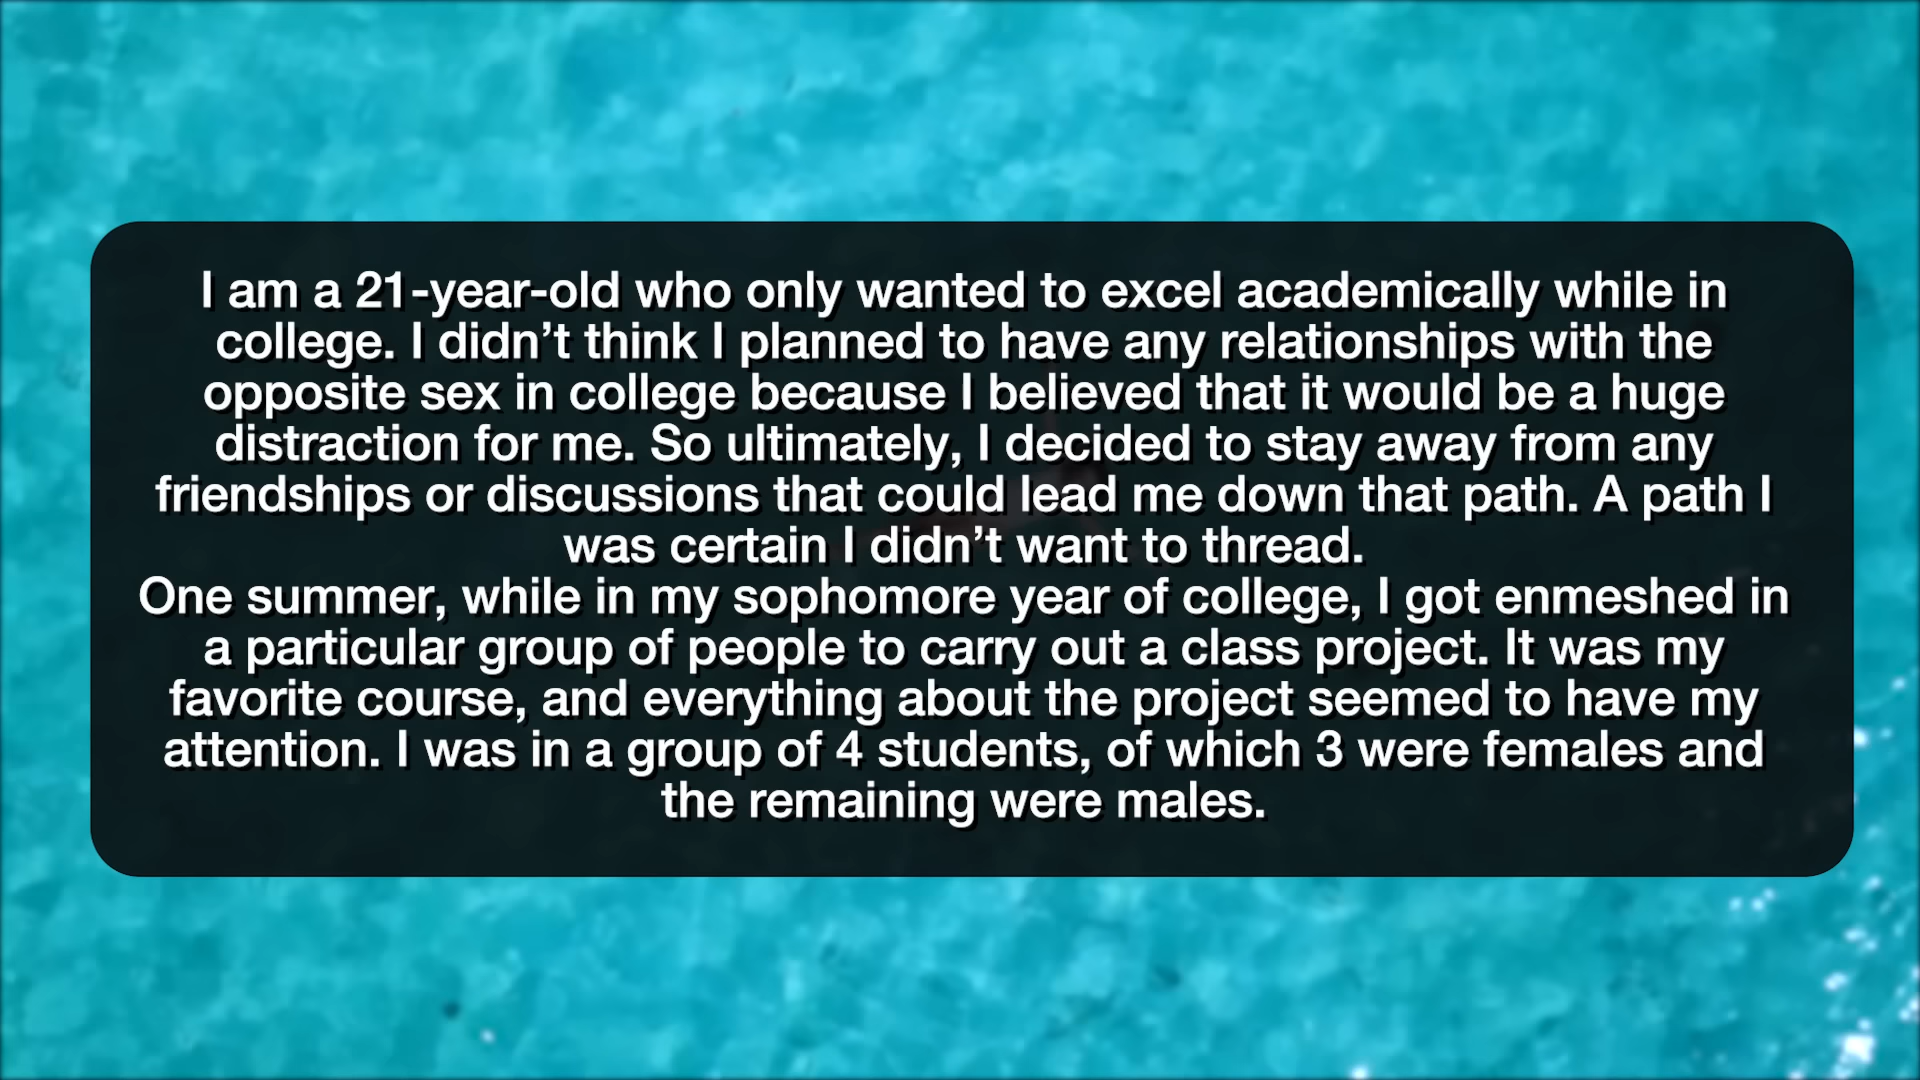 I am a 21-year-old who only wanted to excel academically while in
college. I didn’t think I planned to have any relationships with the
opposite sex in college because I believed that it would be a huge
distraction for me. So ultimately, I decided to stay away from any
friendships or discussions that could lead me down that path. A path I
was certain I didn’t want to thread.
One summer, while in my sophomore year of college, I got enmeshed in
a particular group of people to carry out a class project. It was my
favorite course, and everything about the project seemed to have my
attention. I was in a group of 4 students, of which 3 were females and
the remaining were males.